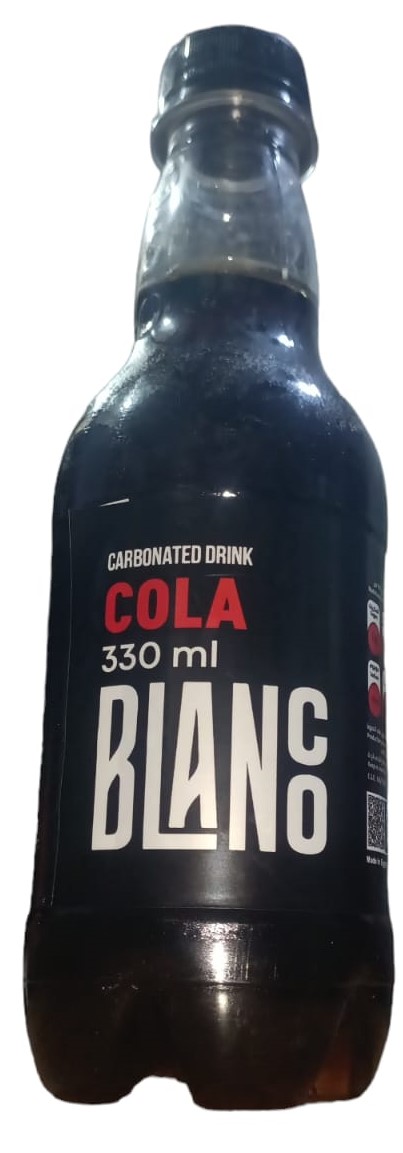 CARBONATED DRINK
COLA
330 ml
BLANCO